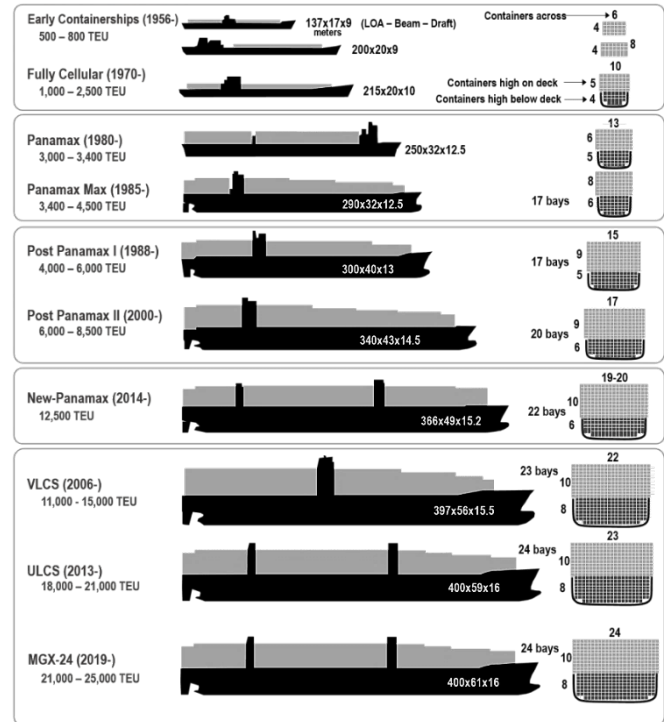 Early Containerships (1956-)
500 – 800 TEU
137x17x9 (LOA – Beam – Draft)
meters
200x20x9
Containers across
6
4
4
8
Fully Cellular (1970-)
1,000 – 2,500 TEU
215x20x10
10
Containers high on deck
5
Containers high below deck
4
Panamax (1980-)
3,000 – 3,400 TEU
250x32x12.5
13
6
5
Panamax Max (1985-)
3,400 – 4,500 TEU
290x32x12.5
17 bays
8
6
Post Panamax I (1988-)
4,000 – 6,000 TEU
300x40x13
17 bays
15
9
5
Post Panamax II (2000-)
6,000 – 8,500 TEU
340x43x14.5
20 bays
17
9
6
New-Panamax (2014-)
12,500 TEU
366x49x15.2
22 bays
19-20
10
6
VLCS (2006-)
11,000 - 15,000 TEU
397x56x15.5
23 bays
22
10
8
ULCS (2013-)
18,000 – 21,000 TEU
400x59x16
24 bays
23
10
8
MGX-24 (2019-)
21,000 – 25,000 TEU
400x61x16
24 bays
24
10
8